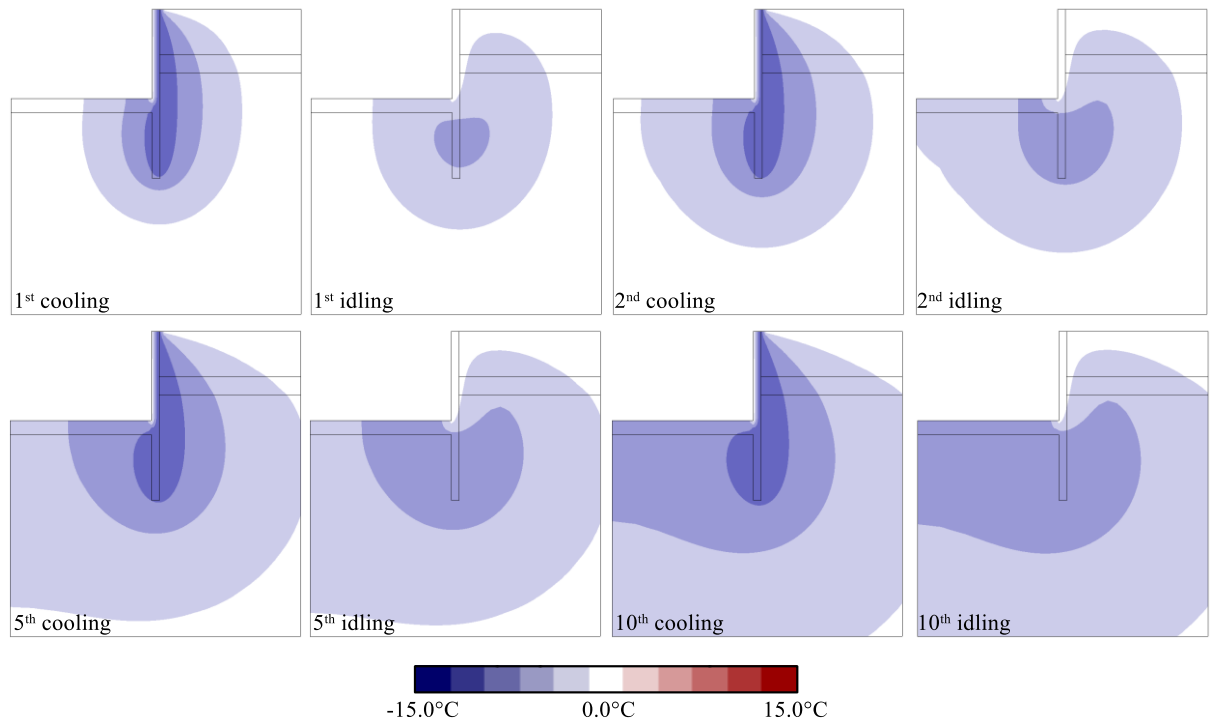 1st cooling 1st idling 2nd cooling 2nd idling
5th cooling 5th idling 10th cooling 10th idling
-15.0°C 0.0°C 15.0°C